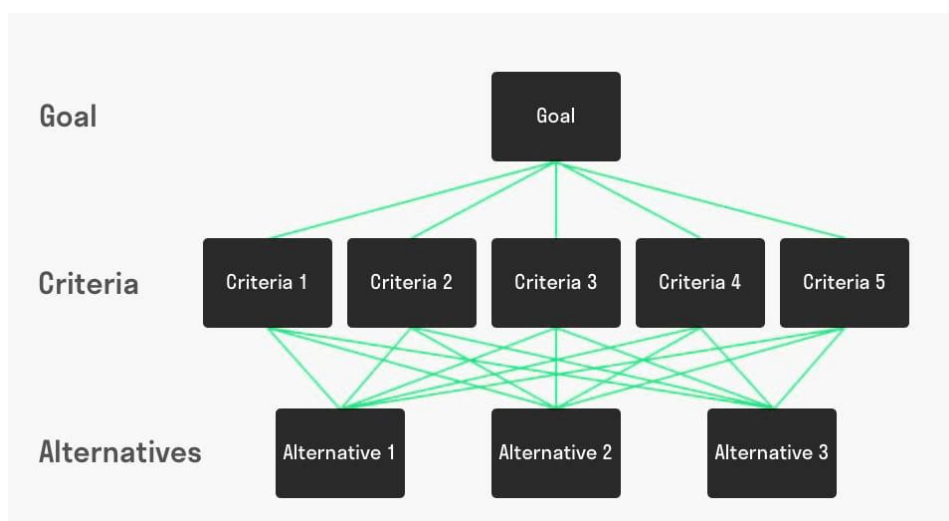 Goal
Goal
Criteria
Criteria 1
Criteria 2
Criteria 3
Criteria 4
Criteria 5
Alternatives
Alternative 1
Alternative 2
Alternative 3